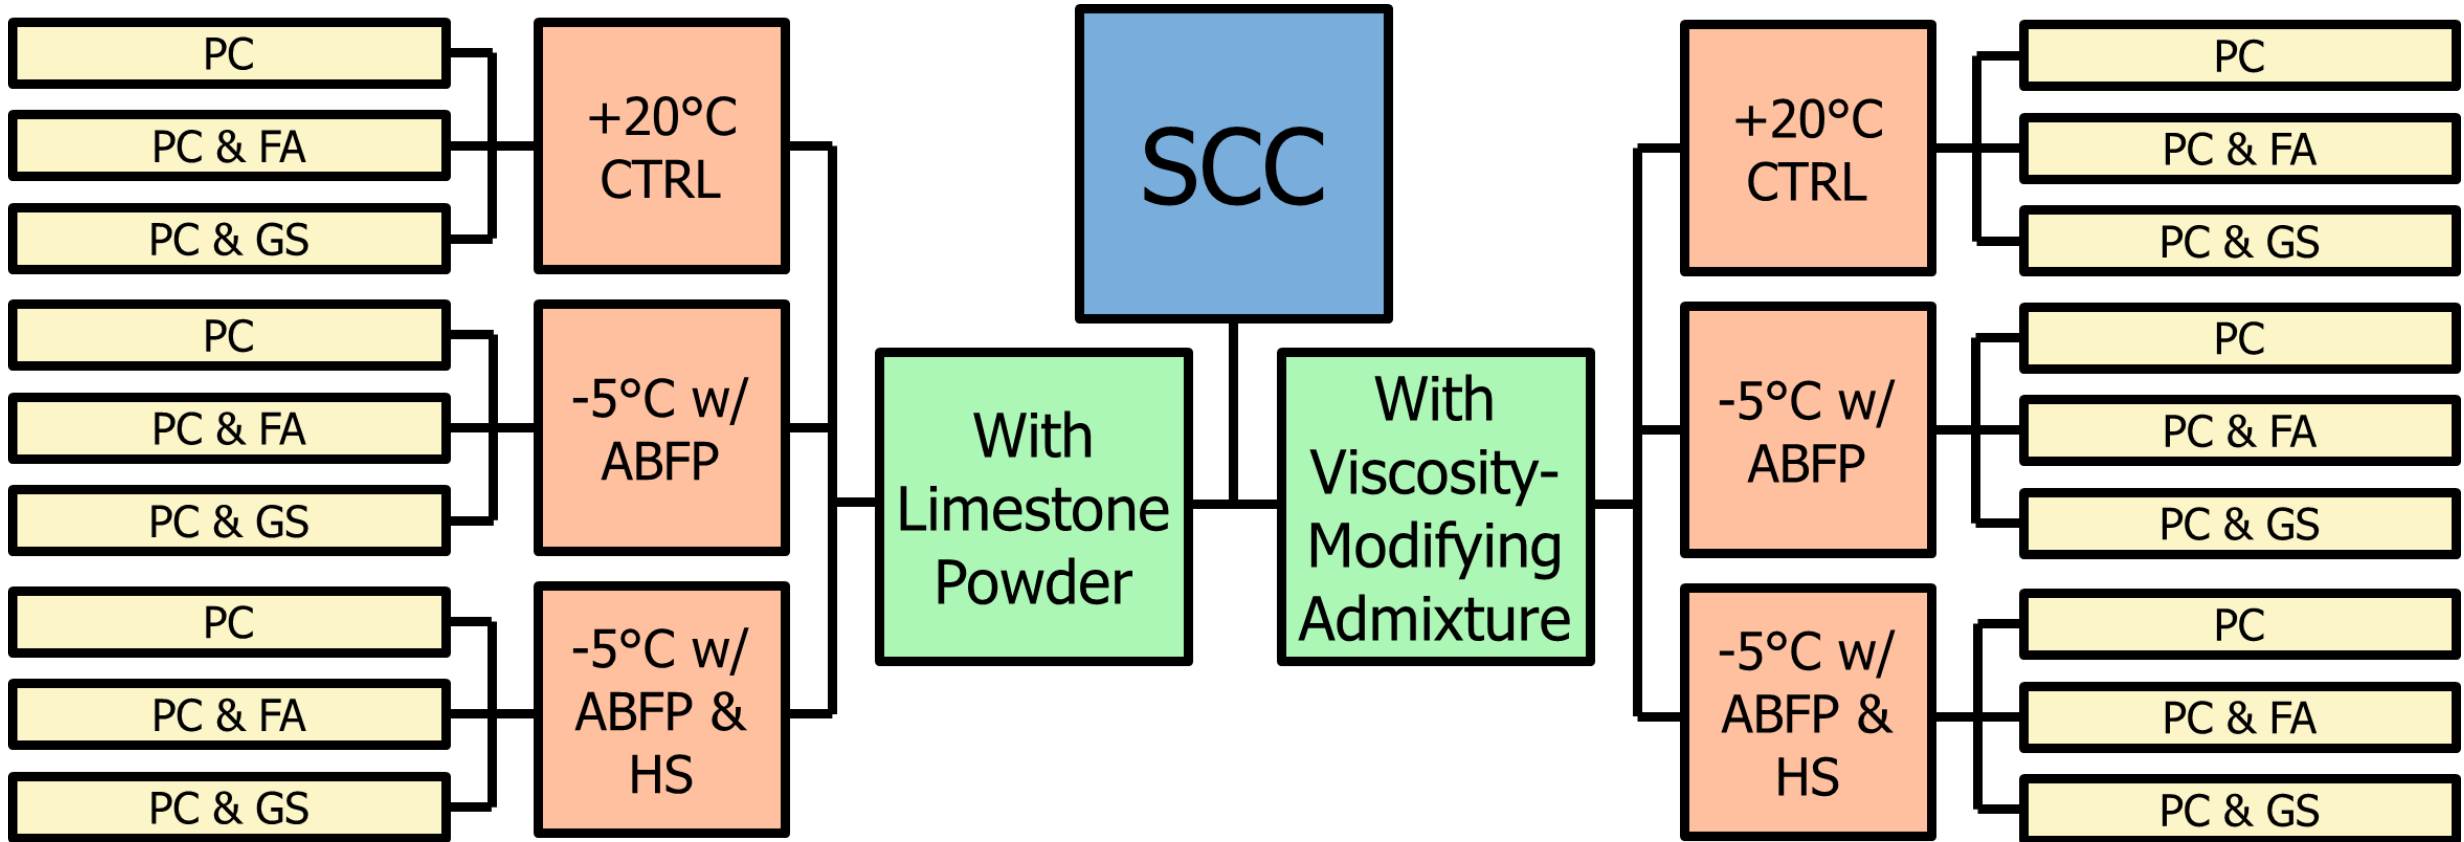 PC
PC & FA
PC & GS
+20°C
CTRL
PC
PC & FA
PC & GS
-5°C w/
ABFP
PC
PC & FA
PC & GS
-5°C w/
ABFP &
HS
SCC
With
Limestone
Powder
With
Viscosity-
Modifying
Admixture
+20°C
CTRL
PC
PC & FA
PC & GS
-5°C w/
ABFP
PC
PC & FA
PC & GS
-5°C w/
ABFP &
HS
PC
PC & FA
PC & GS